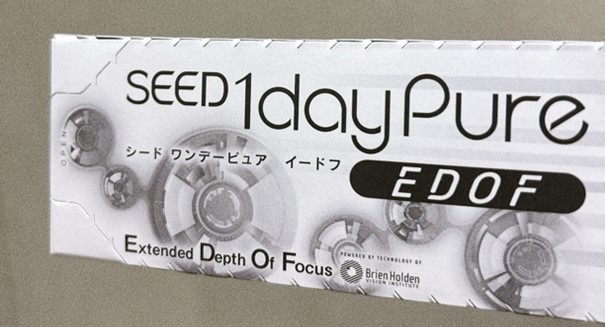 SEED 1dayPure
シード ワンデーピュア イードフ
EDOF
OPEN
Extended Depth Of Focus
POWERED BY TECHNOLOGY OF
Brien Holden
VISION INSTITUTE